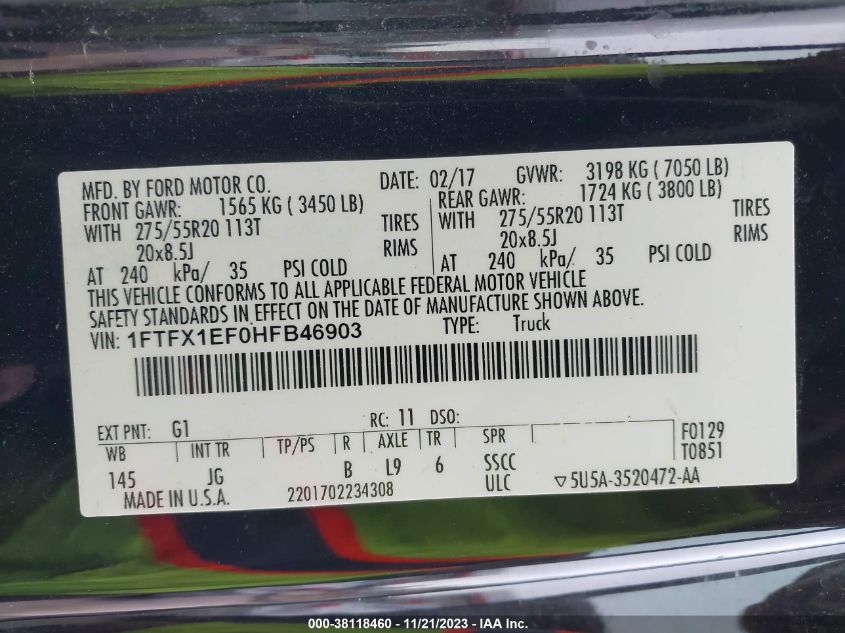 MFD. BY FORD MOTOR CO. DATE: 02/17 GVWR: 3198 KG ( 7050 LB)
FRONT GAWR: 1565 KG ( 3450 LB) REAR GAWR: 1724 KG ( 3800 LB)
WITH 275/55R20 113T TIRES WITH 275/55R20 113T TIRES
20x8.5J RIMS 20x8.5J RIMS
AT 240 kPa/ 35 PSI COLD AT 240 kPa/ 35 PSI COLD
THIS VEHICLE CONFORMS TO ALL APPLICABLE FEDERAL MOTOR VEHICLE
SAFETY STANDARDS IN EFFECT ON THE DATE OF MANUFACTURE SHOWN ABOVE.
VIN: 1FTFX1EF0HFB46903 TYPE: Truck
EXT PNT: G1 RC: 11 DSO:
WB INT TR TP/PS R AXLE TR SPR F0129
145 JG B L9 6 SSCC T0851
MADE IN U.S.A. 2201702234308 ULC ▽5U5A-3520472-AA
000-38118460 - 11/21/2023 - IAA Inc.